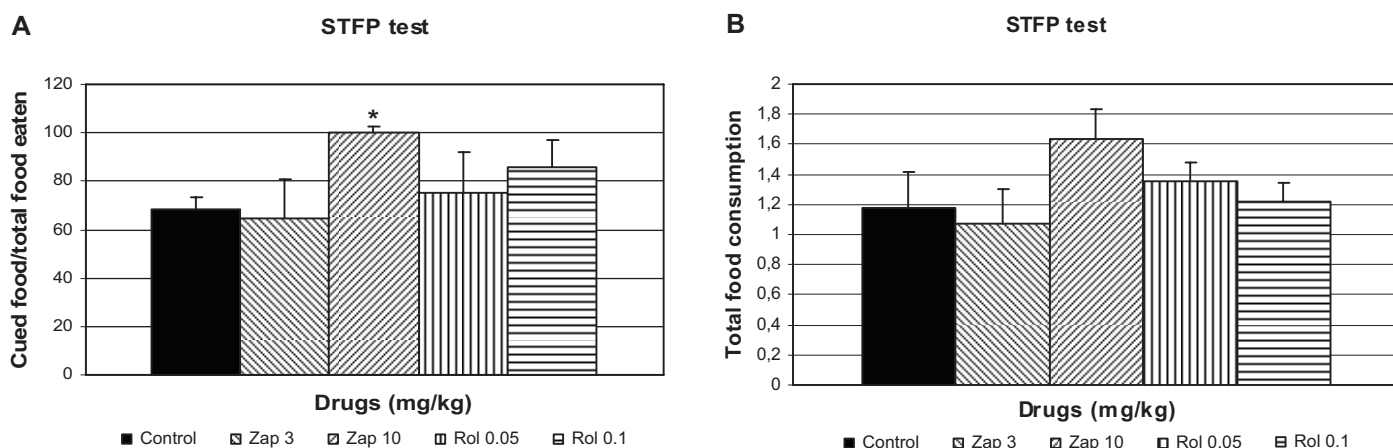 A
STFP test
Cued food/total food eaten
120
100
80
60
40
20
0
*
Drugs (mg/kg)
Control Zap 3 Zap 10 Rol 0.05 Rol 0.1
B
STFP test
Total food consumption
2
1,8
1,6
1,4
1,2
1
0,8
0,6
0,4
0,2
0
Drugs (mg/kg)
Control Zap 3 Zap 10 Rol 0.05 Rol 0.1